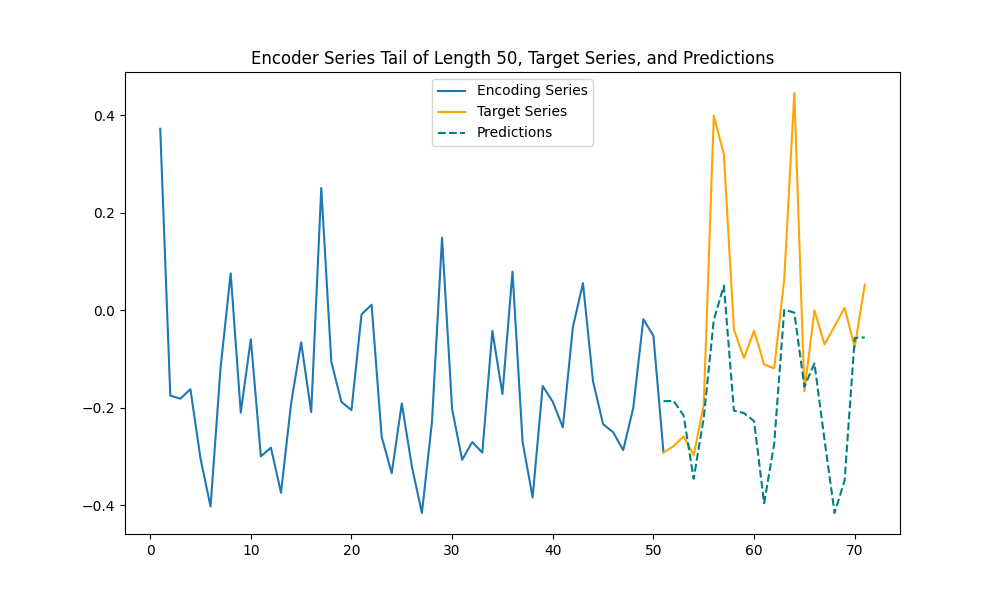 Encoder Series Tail of Length 50, Target Series, and Predictions
Encoding Series
Target Series
Predictions
0.4
0.2
0.0
−0.2
−0.4
0 10 20 30 40 50 60 70